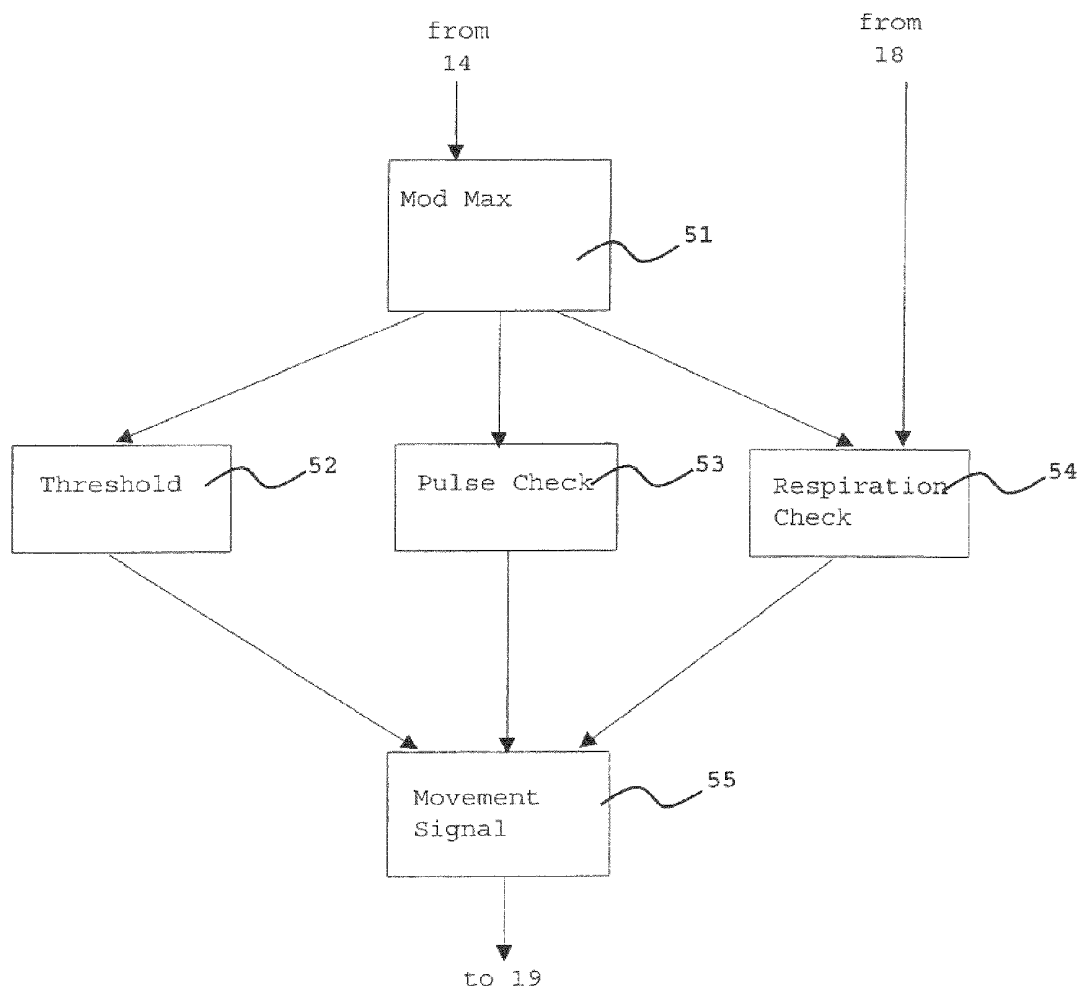 from
14
from
18
Mod Max
51
Threshold
52
Pulse Check
53
Respiration
Check
54
Movement
Signal
55
to 19